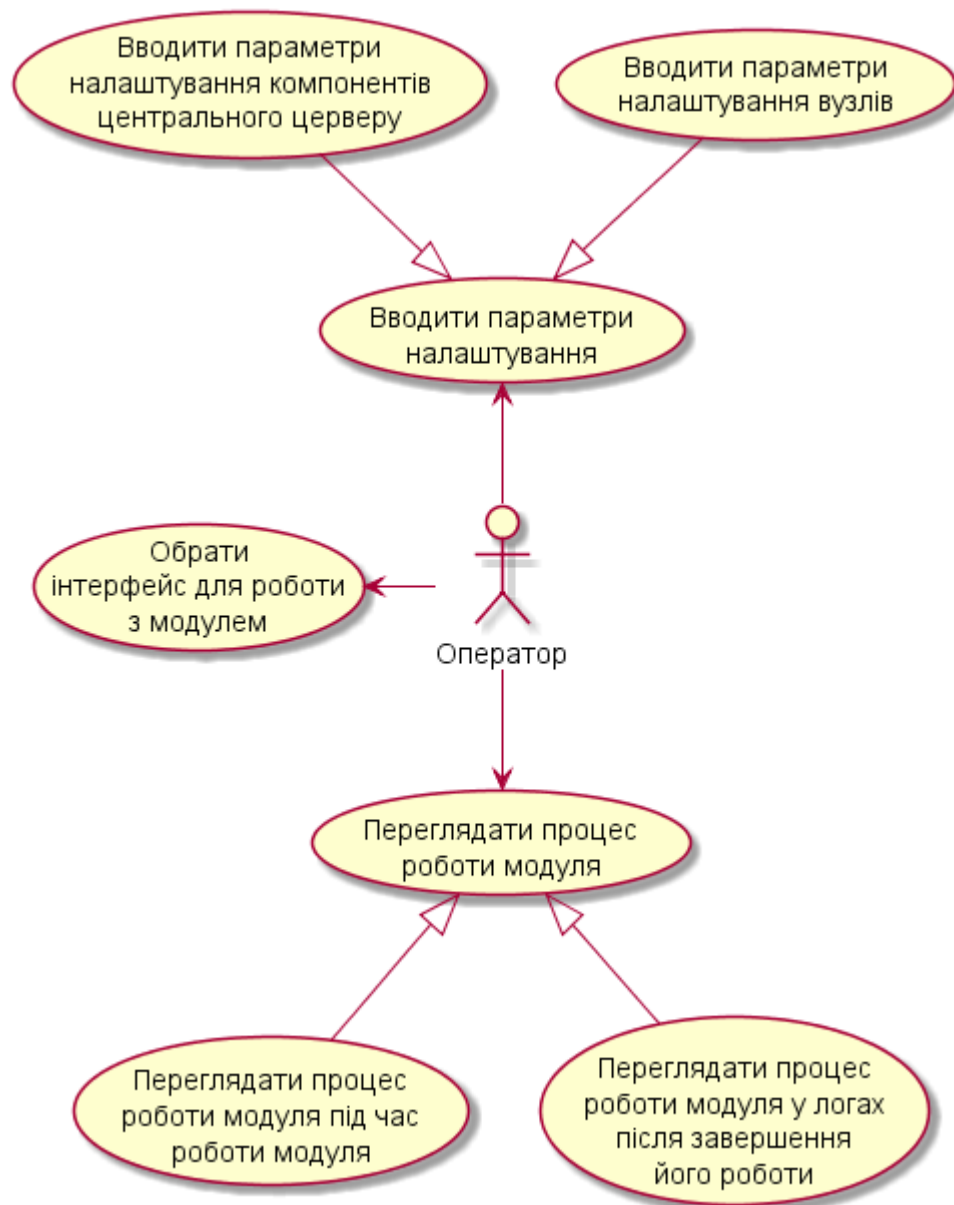 Вводити параметри
налаштування компонентів
центрального церверу
Вводити параметри
налаштування вузлів
Вводити параметри
налаштування
Обрати
інтерфейс для роботи
з модулем
Оператор
Переглядати процес
роботи модуля
Переглядати процес
роботи модуля під час
роботи модуля
Переглядати процес
роботи модуля у логах
після завершення
його роботи